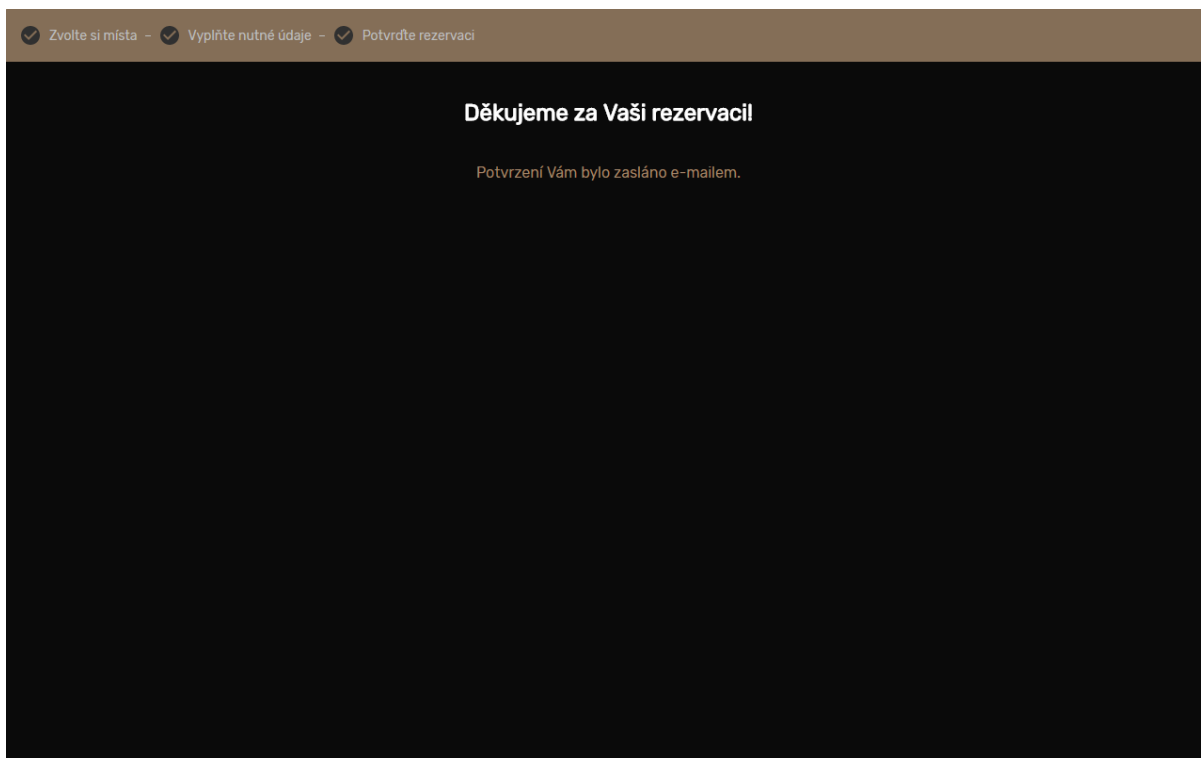 Zvolte si místa – Vyplňte nutné údaje – Potvrďte rezervaci
Děkujeme za Vaši rezervaci!
Potvrzení Vám bylo zasláno e-mailem.